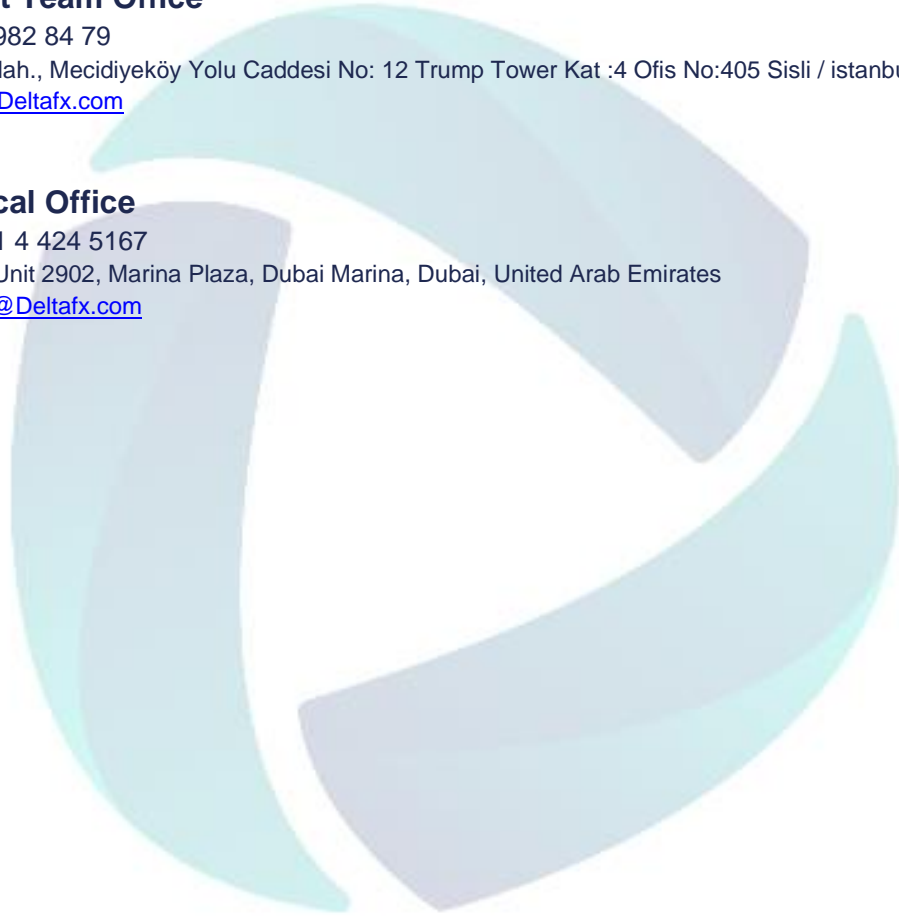 t Team Office
982 84 79
lah., Mecidiyeköy Yolu Caddesi No: 12 Trump Tower Kat :4 Ofis No:405 Sisli / istanbu
Deltafx.com
cal Office
1 4 424 5167
Unit 2902, Marina Plaza, Dubai Marina, Dubai, United Arab Emirates
@Deltafx.com